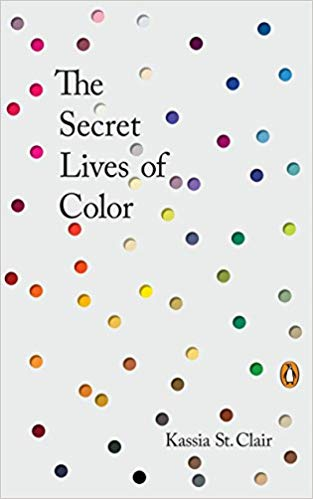 The
Secret
Lives of
Color
Kassia St. Clair